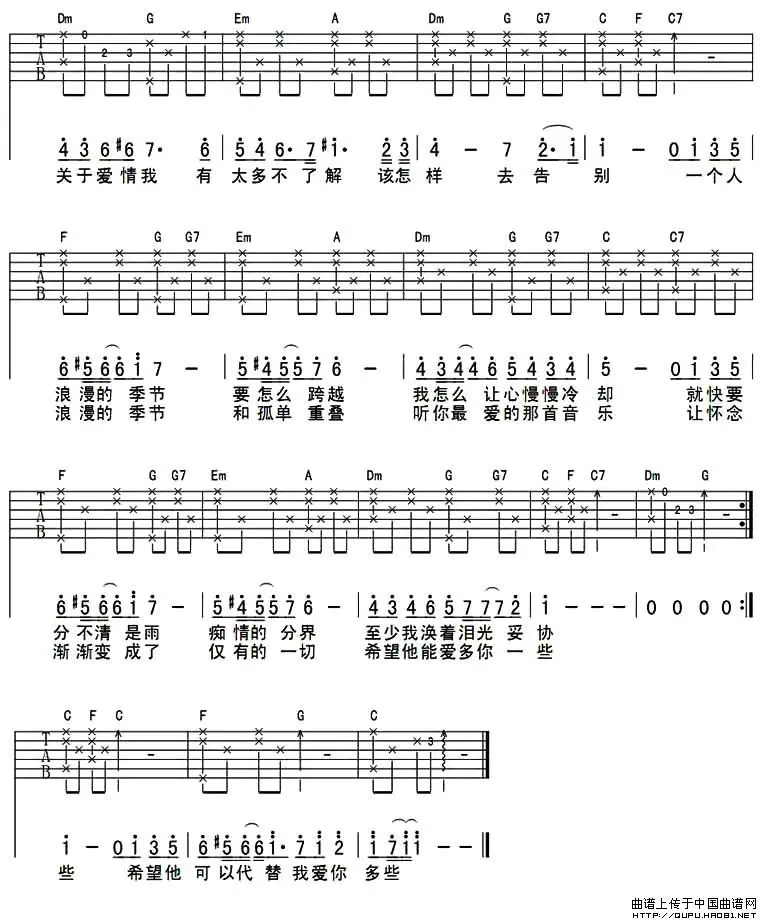 Dm G Em A Dm G G7 C F C7
T A B 0 2 3 1
4 3 6 #6 7· 6 5 4 6· 7 #1· 2 3 4 — 7 2· 1 1 — 0 1 3 5
关于爱情我 有 太多不了解 该怎样 去告 别 一个人
F G G7 Em A Dm G G7 C C7
T A B
6 #5 6 6 1 7 — 5 #4 5 5 7 6 — 4 3 4 4 6 5 4 3 4 5 — 0 1 3 5
浪漫的 季节 要怎么 跨越 我怎么 让心慢慢冷 却 就快要
浪漫的 季节 和孤单 重叠 听你最 爱的那首音 乐 让怀念
F G G7 Em A Dm G G7 C F C7 Dm G
T A B 0 2 3
6 #5 6 6 1 7 — 5 #4 5 5 7 6 — 4 3 4 6 5 7 7 7 2 1 — — — 0 0 0 0
分不清 是雨 痴情的 分界 至少我涣着泪光 妥 协
渐渐变 成了 仅有的 一切 希望他能爱多你 一 些
C F C F G C
T A B 3
1 — 0 1 3 5 6 #5 6 6 1· 7 1 2 1 7 1 1 — —
些 希望他 可以代 替 我爱你 多些
曲谱上传于中国曲谱网
http://QUPU.HAO81.NET